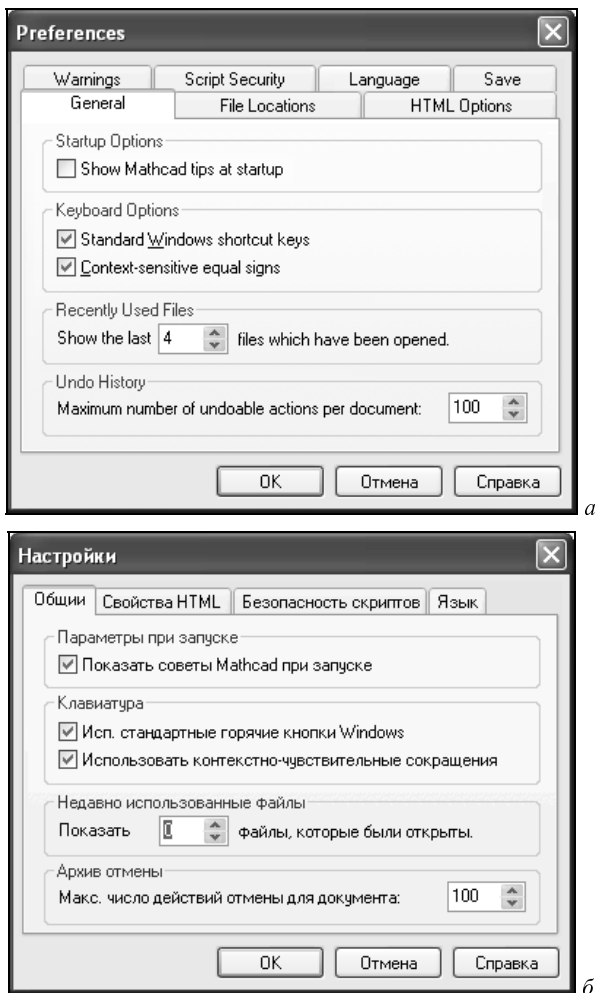 Preferences
Warnings Script Security Language Save
General File Locations HTML Options
Startup Options
Show Mathcad tips at startup
Keyboard Options
Standard Windows shortcut keys
Context-sensitive equal signs
Recently Used Files
Show the last 4 files which have been opened.
Undo History
Maximum number of undoable actions per document: 100
OK Отмена Справка
а
Настройки
Общии Свойства HTML Безопасность скриптов Язык
Параметры при запуске
Показать советы Mathcad при запуске
Клавиатура
Исп. стандартные горячие кнопки Windows
Использовать контекстно-чувствительные сокращения
Недавно использованные файлы
Показать файлы, которые были открыты.
Архив отмены
Макс. число действий отмены для документа: 100
OK Отмена Справка
б